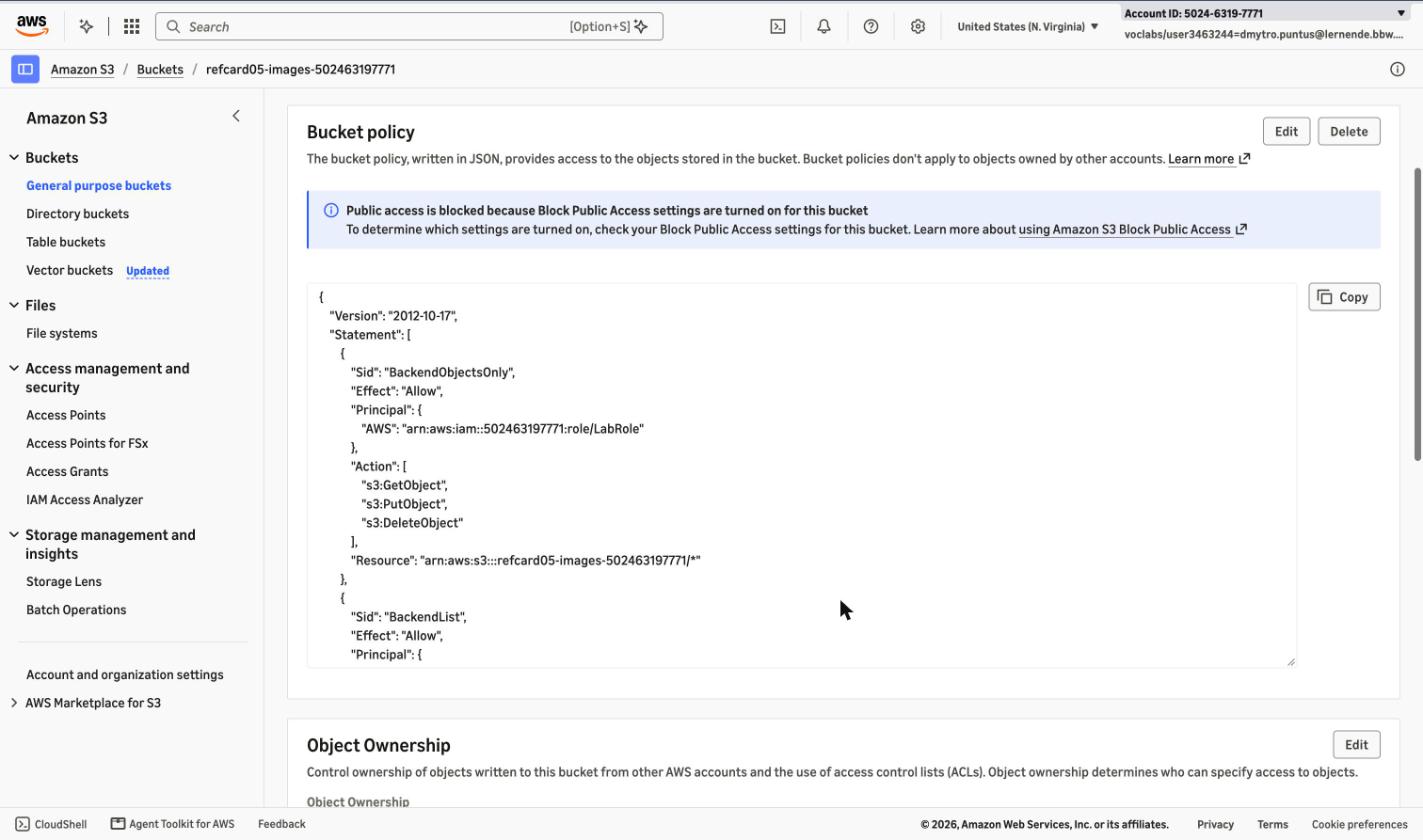 aws
Search
[Option+S]
United States (N. Virginia)
Account ID: 5024-6319-7771
voclabs/user3463244=dmytro.puntus@lernende.bbw....
Amazon S3 / Buckets / refcard05-images-502463197771
Amazon S3
Buckets
General purpose buckets
Directory buckets
Table buckets
Vector buckets Updated
Files
File systems
Access management and
security
Access Points
Access Points for FSx
Access Grants
IAM Access Analyzer
Storage management and
insights
Storage Lens
Batch Operations
Account and organization settings
AWS Marketplace for S3
Bucket policy
Edit
Delete
The bucket policy, written in JSON, provides access to the objects stored in the bucket. Bucket policies don't apply to objects owned by other accounts. Learn more
Public access is blocked because Block Public Access settings are turned on for this bucket
To determine which settings are turned on, check your Block Public Access settings for this bucket. Learn more about using Amazon S3 Block Public Access
Copy
{
"Version": "2012-10-17",
"Statement": [
{
"Sid": "BackendObjectsOnly",
"Effect": "Allow",
"Principal": {
"AWS": "arn:aws:iam::502463197771:role/LabRole"
},
"Action": [
"s3:GetObject",
"s3:PutObject",
"s3:DeleteObject"
],
"Resource": "arn:aws:s3:::refcard05-images-502463197771/*"
},
{
"Sid": "BackendList",
"Effect": "Allow",
"Principal": {
Object Ownership
Edit
Control ownership of objects written to this bucket from other AWS accounts and the use of access control lists (ACLs). Object ownership determines who can specify access to objects.
Object Ownership
CloudShell
Agent Toolkit for AWS
Feedback
© 2026, Amazon Web Services, Inc. or its affiliates.
Privacy
Terms
Cookie preferences